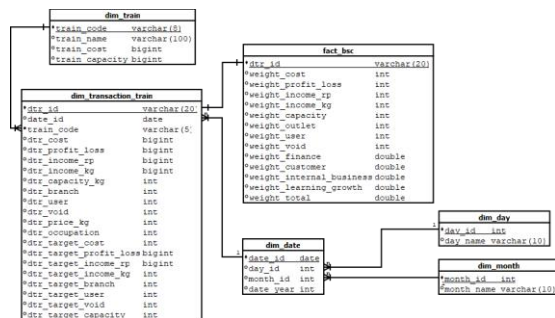 dim_train
train_code varchar(5)
train_name varchar(100)
train_cost bigint
train_capacity bigint
fact_bsc
dtr_id varchar(20)
weight_cost int
weight_profit_loss int
weight_income_rp int
weight_income_kg int
weight_capacity int
weight_outlet int
weight_user int
weight_void int
weight_finance double
weight_customer double
weight_internal_business double
weight_learning_growth double
weight_total double
dim_transaction_train
dtr_id varchar(20)
date_id date
train_code varchar(5)
dtr_cost bigint
dtr_profit_loss bigint
dtr_income_rp bigint
dtr_income_kg bigint
dtr_capacity_kg int
dtr_branch int
dtr_user int
dtr_void int
dtr_price_kg int
dtr_occupation int
dtr_target_cost int
dtr_target_profit_loss bigint
dtr_target_income_rp bigint
dtr_target_income_kg int
dtr_target_branch int
dtr_target_user int
dtr_target_void int
dtr_target_capacity int
dim_date
date_id date
day_id int
month_id int
date_year int
dim_day
day_id int
day_name varchar(10)
dim_month
month_id int
month_name varchar(10)